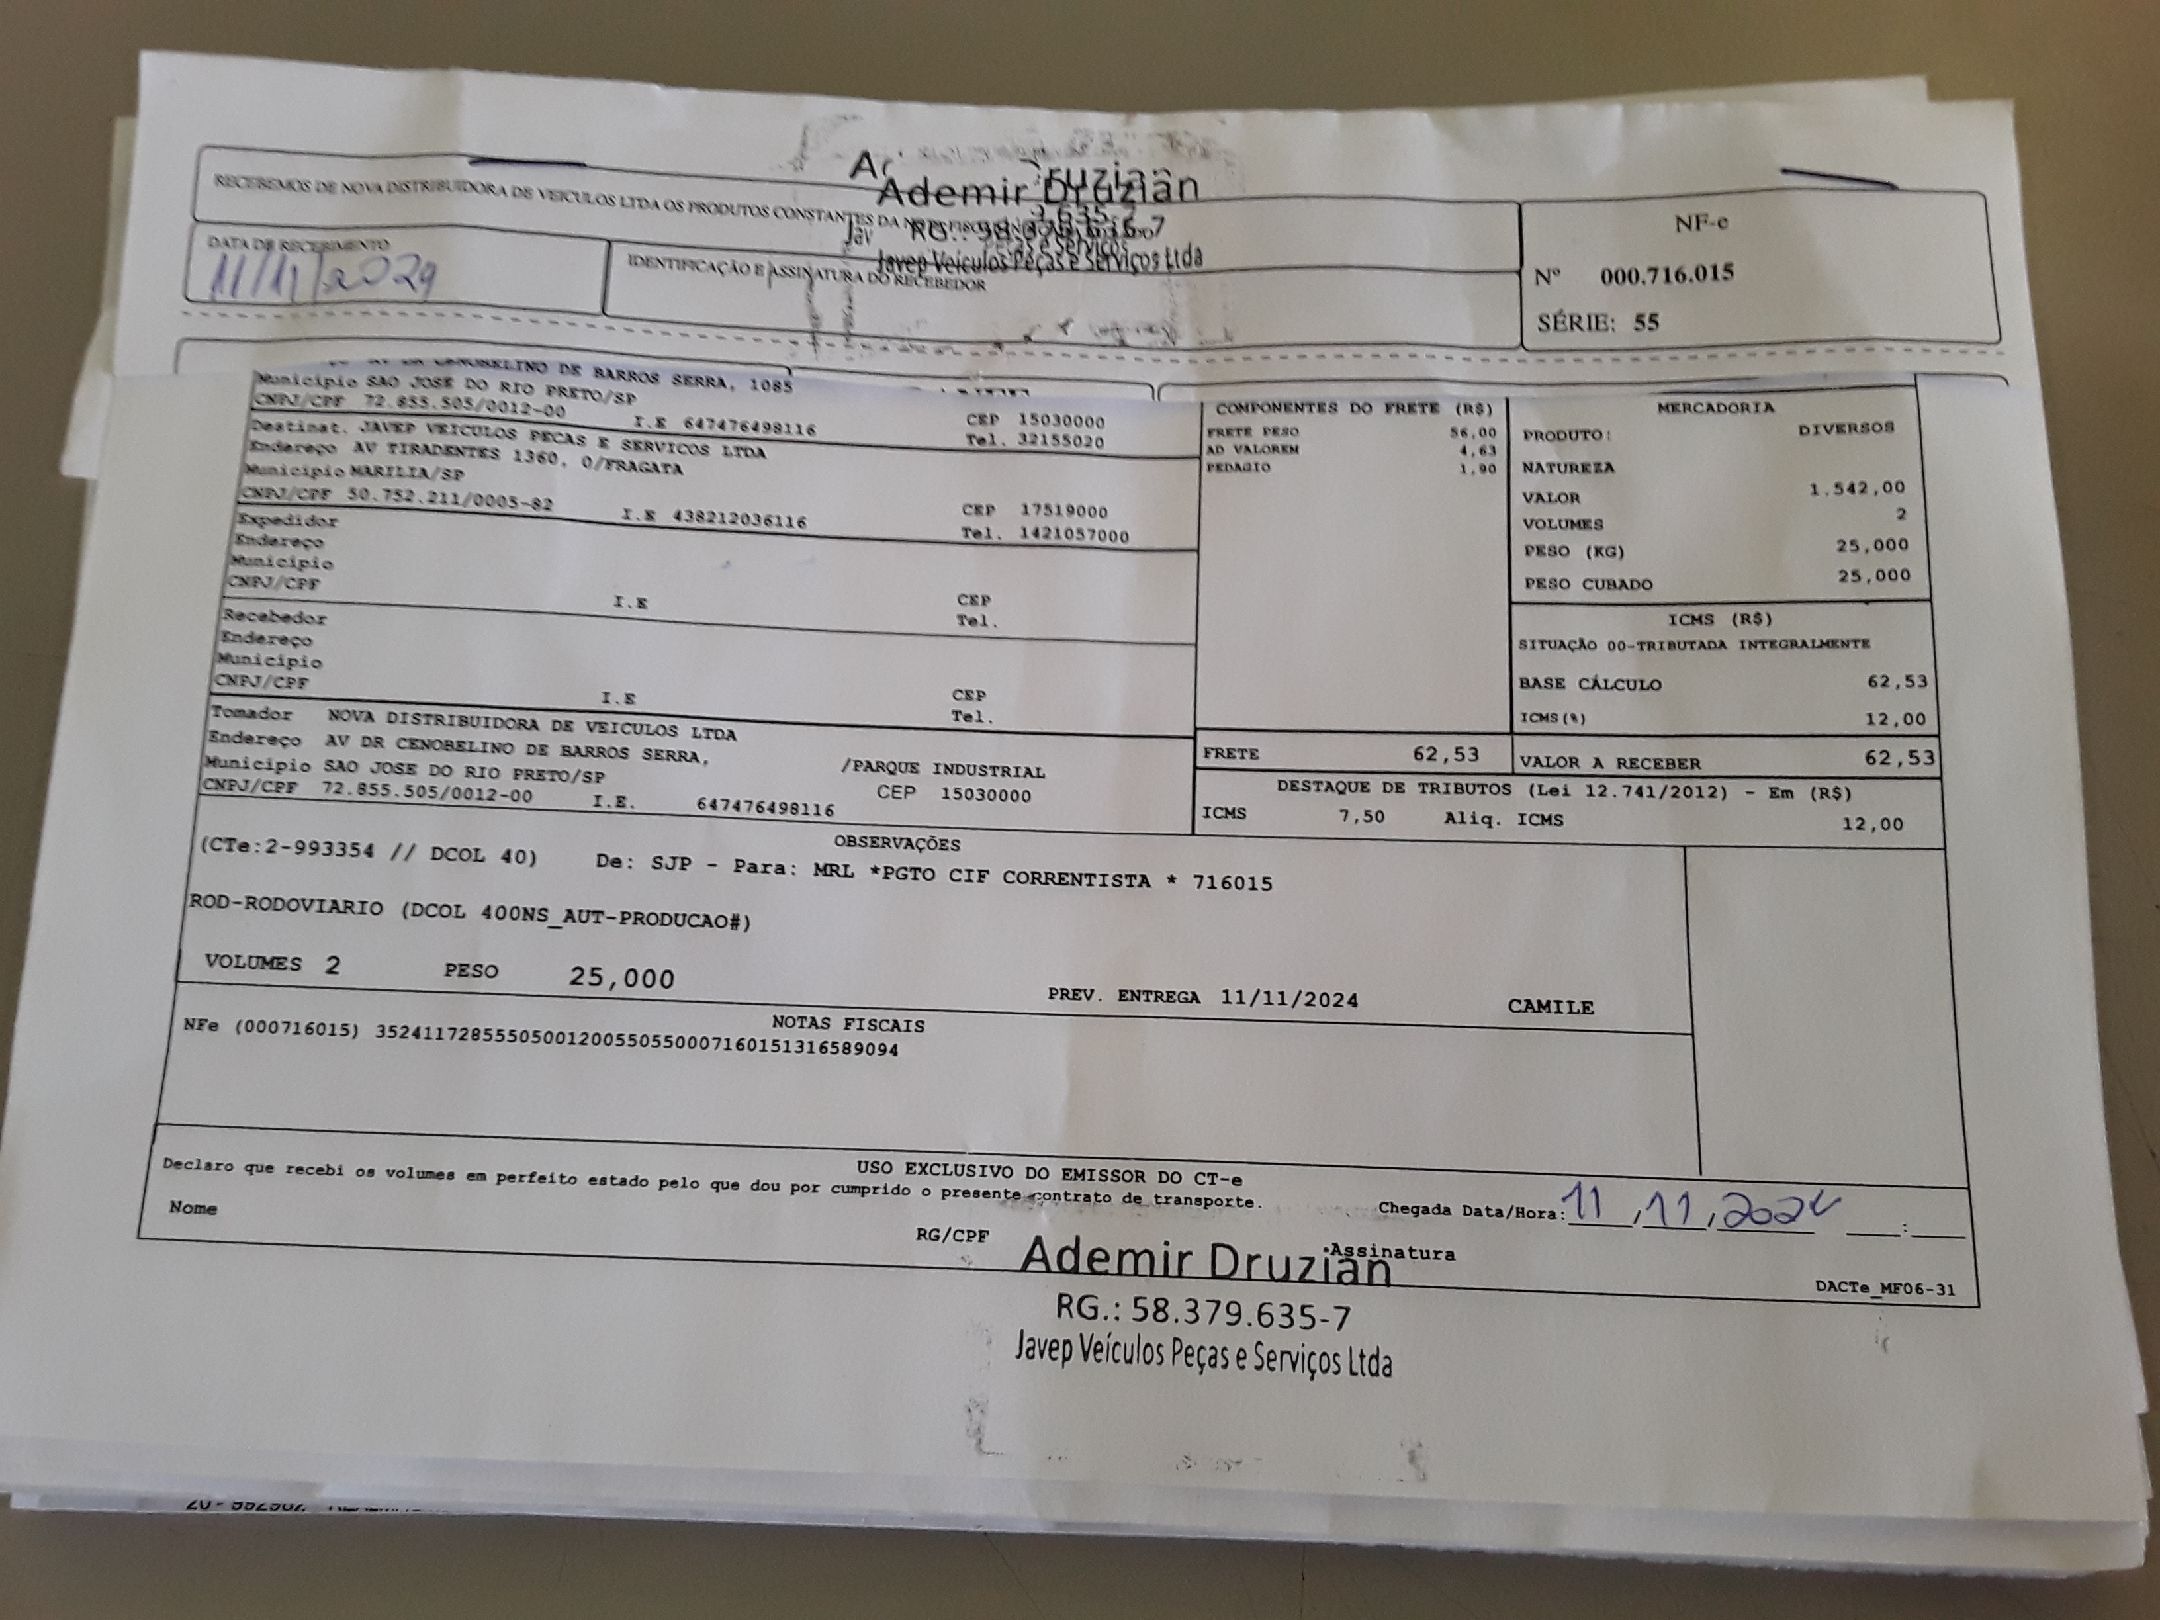 RECEBEMOS DE NOVA DISTRIBUIDORA DE VEICULOS LTDA OS PRODUTOS CONSTANTES DA
Ademir Druzian
Javep Veículos Peças e Serviços Ltda
NF-e
Nº 000.716.015
SÉRIE: 55
DATA DE RECEBIMENTO
11/11/2024
IDENTIFICAÇÃO E ASSINATURA DO RECEBEDOR
AV DR CENOBELINO DE BARROS SERRA, 1085
Municipio SAO JOSE DO RIO PRETO/SP
CNPJ/CPF 72.855.505/0012-00 I.E 647476498116 CEP 15030000
Tel. 32155020
Destinat. JAVEP VEICULOS PECAS E SERVICOS LTDA
Endereço AV TIRADENTES 1360, 0/FRAGATA
Municipio MARILIA/SP
CNPJ/CPF 50.752.211/0005-82 I.E 438212036116 CEP 17519000
Tel. 1421057000
Expedidor
Endereço
Municipio
CNPJ/CPF I.E CEP
Tel.
Recebedor
Endereço
Municipio
CNPJ/CPF I.E CEP
Tel.
Tomador NOVA DISTRIBUIDORA DE VEICULOS LTDA
Endereço AV DR CENOBELINO DE BARROS SERRA, /PARQUE INDUSTRIAL
Municipio SAO JOSE DO RIO PRETO/SP CEP 15030000
CNPJ/CPF 72.855.505/0012-00 I.E. 647476498116
COMPONENTES DO FRETE (R$)
FRETE PESO 56,00
AD VALOREM 4,63
PEDAGIO 1,90
FRETE 62,53
MERCADORIA
PRODUTO: DIVERSOS
NATUREZA
VALOR 1.542,00
VOLUMES 2
PESO (KG) 25,000
PESO CUBADO 25,000
ICMS (R$)
SITUAÇÃO 00-TRIBUTADA INTEGRALMENTE
BASE CÁLCULO 62,53
ICMS(%) 12,00
VALOR A RECEBER 62,53
DESTAQUE DE TRIBUTOS (Lei 12.741/2012) - Em (R$)
ICMS 7,50 Aliq. ICMS 12,00
OBSERVAÇÕES
(CTe:2-993354 // DCOL 40) De: SJP - Para: MRL *PGTO CIF CORRENTISTA * 716015
ROD-RODOVIARIO (DCOL 400NS_AUT-PRODUCAO#)
VOLUMES 2 PESO 25,000 PREV. ENTREGA 11/11/2024 CAMILE
NOTAS FISCAIS
NFe (000716015) 35241172855505001200550550007160151316589094
USO EXCLUSIVO DO EMISSOR DO CT-e
Declaro que recebi os volumes em perfeito estado pelo que dou por cumprido o presente contrato de transporte.
Chegada Data/Hora: 11,11,2024 :
Nome RG/CPF Assinatura
Ademir Druzian
RG.: 58.379.635-7
Javep Veículos Peças e Serviços Ltda
DACTe_MF06-31